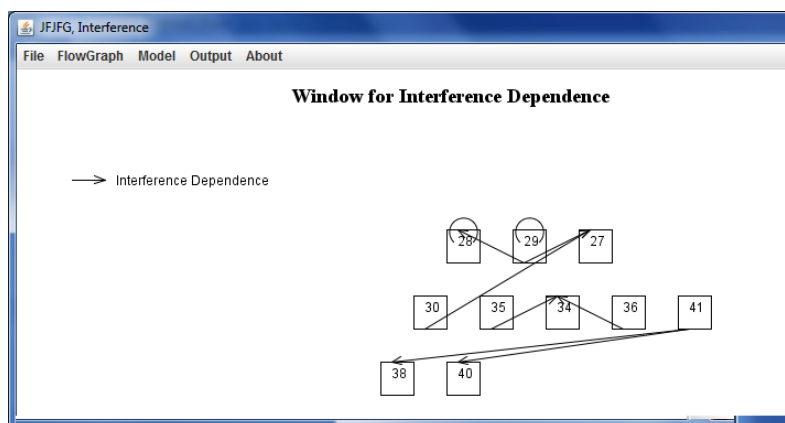 JFJFG, Interference
File FlowGraph Model Output About
Window for Interference Dependence
Interference Dependence
28 29 27
30 35 34 36 41
38 40